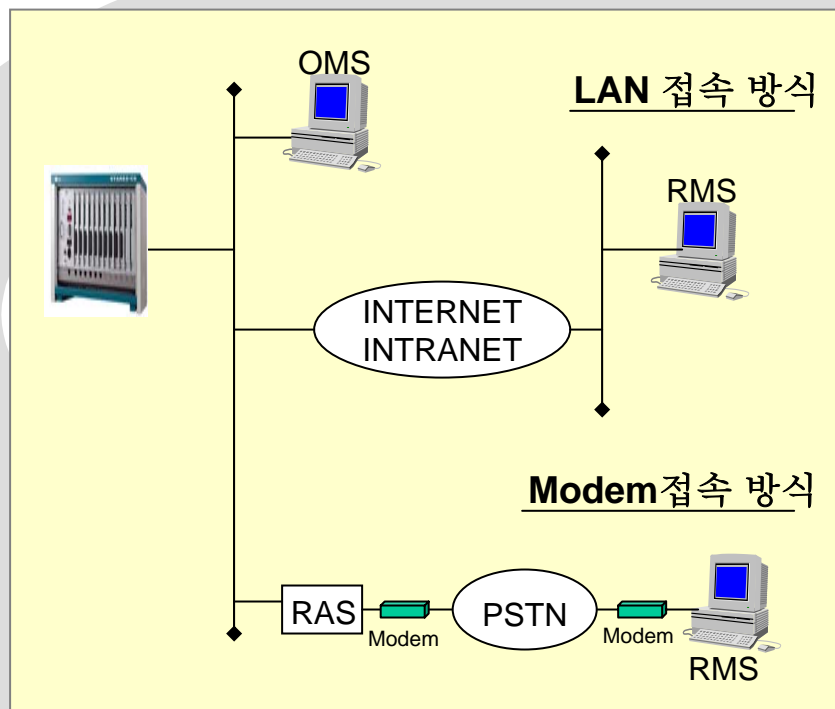 OMS
LAN 접속 방식
RMS
INTERNET
INTRANET
Modem접속 방식
RAS
Modem
PSTN
Modem
RMS